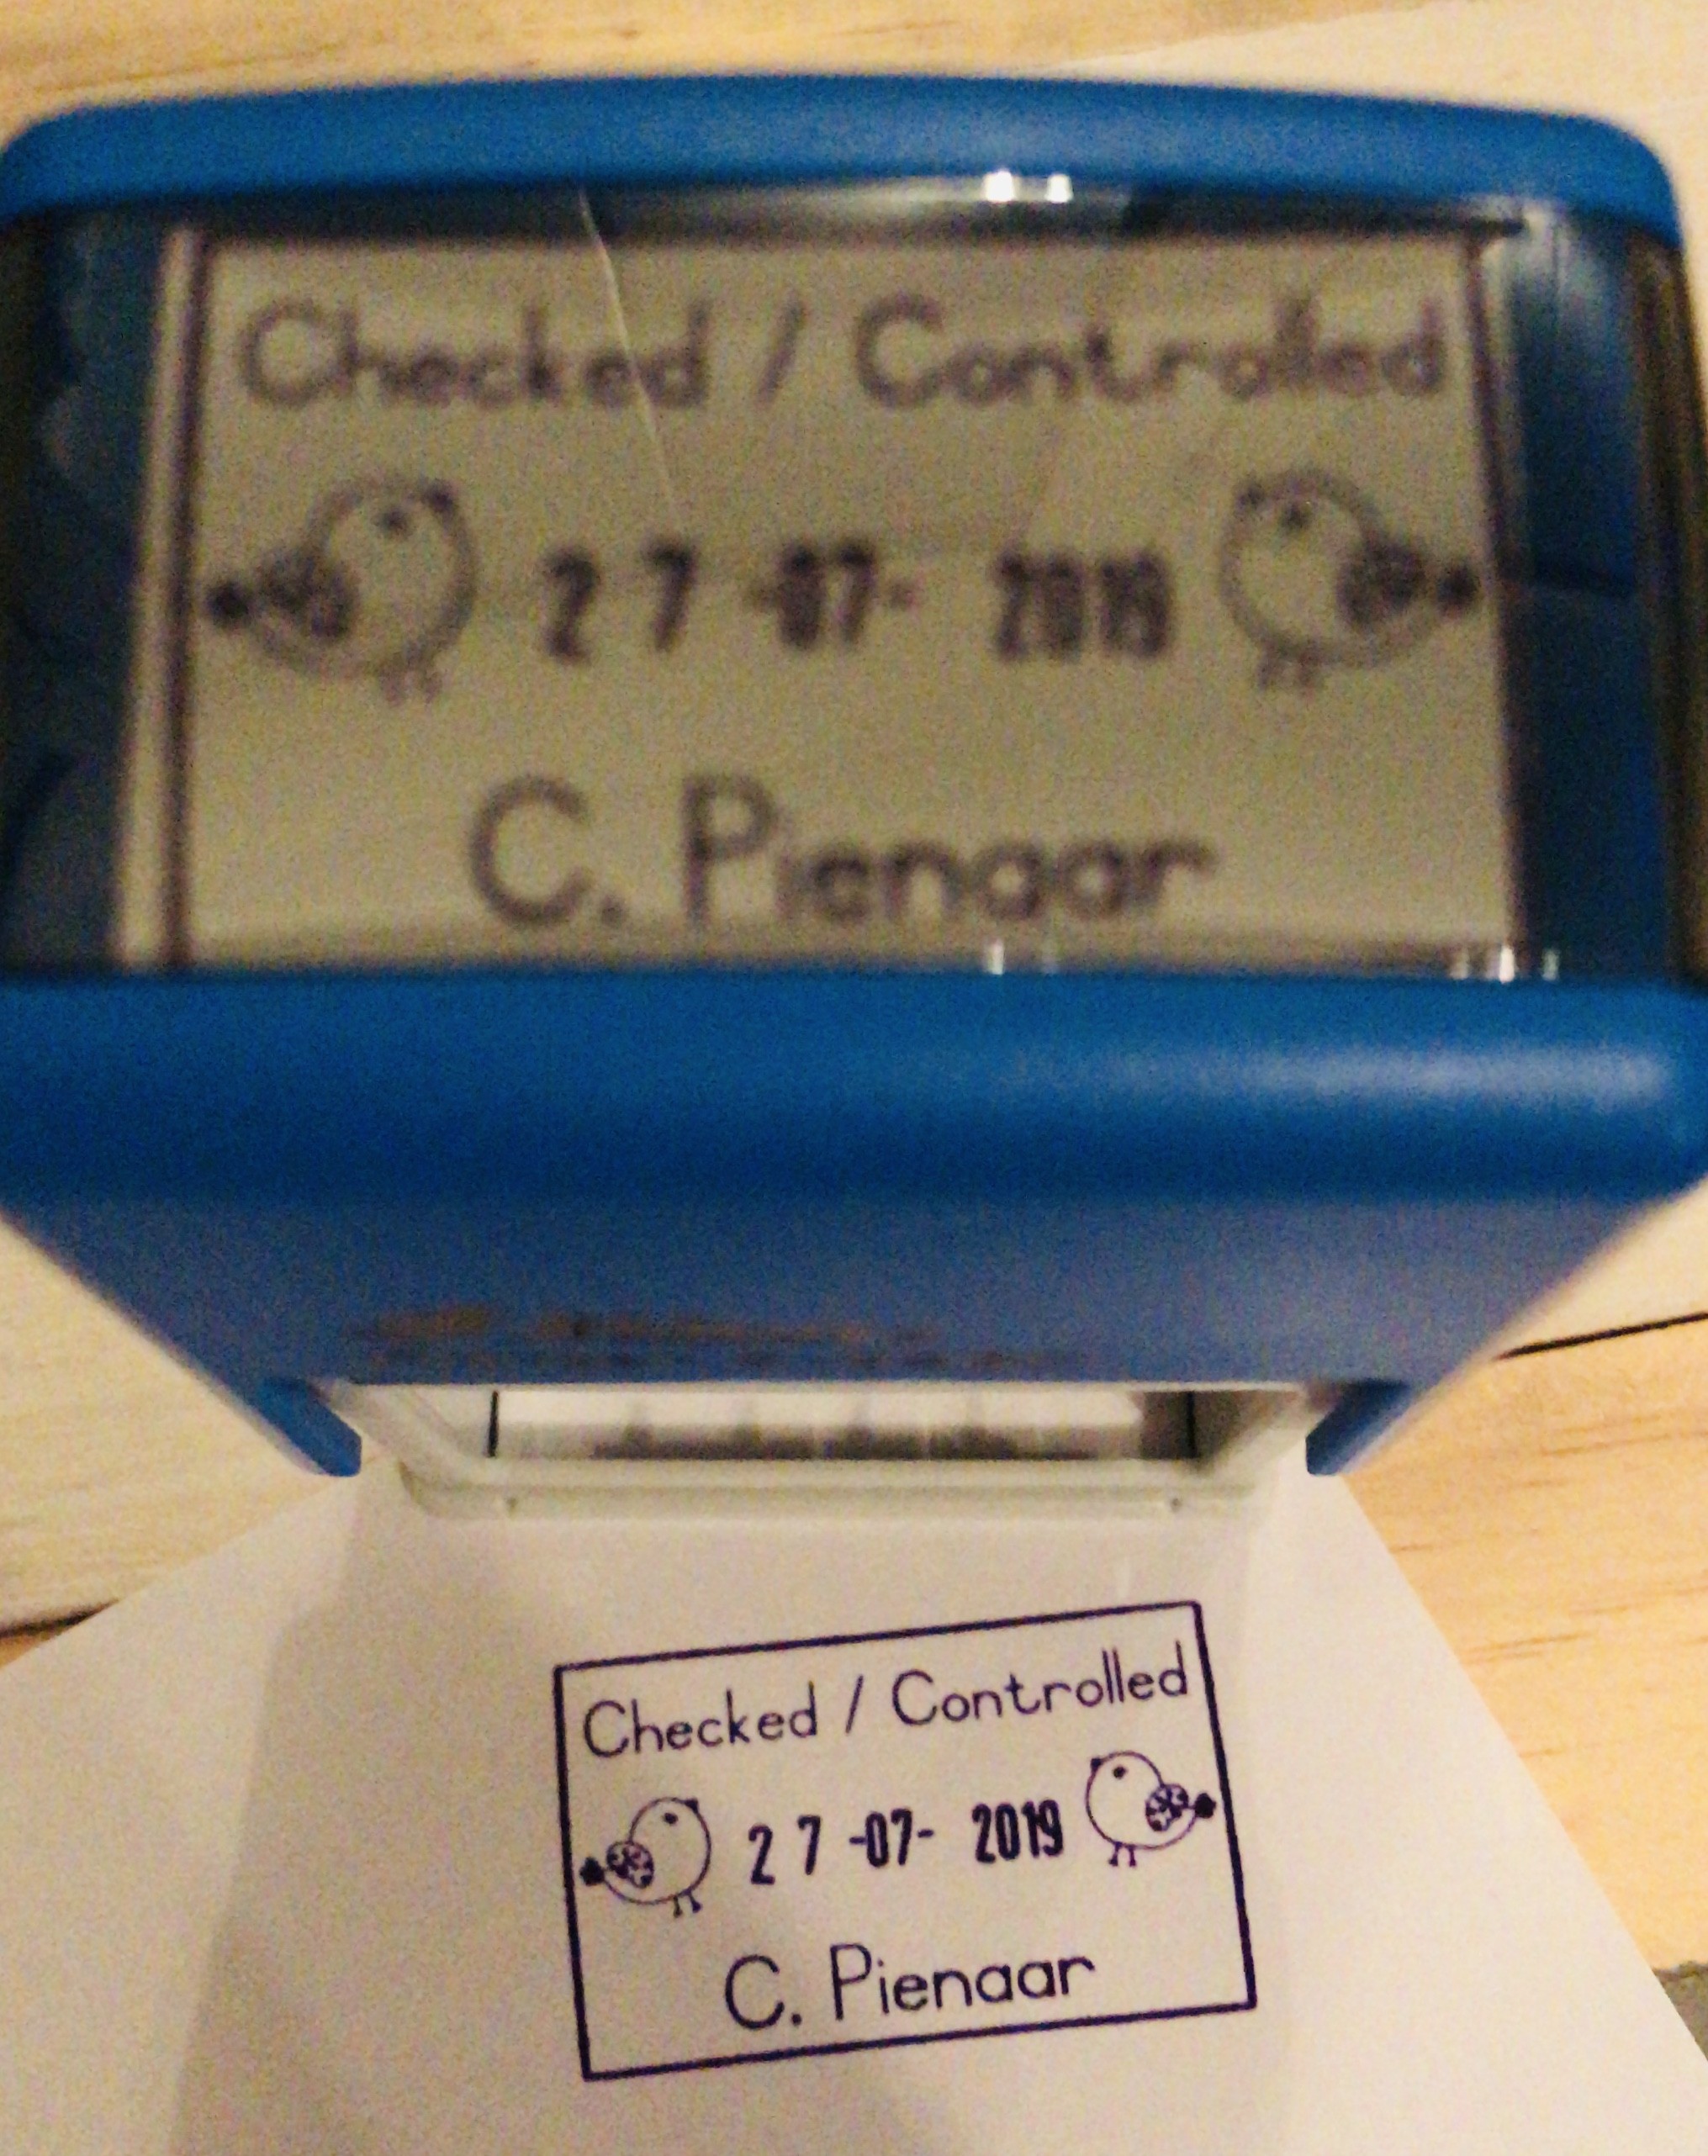 Checked / Controlled
2 7 -07- 2019
C. Pienaar
Checked / Controlled
2 7 -07- 2019
C. Pienaar